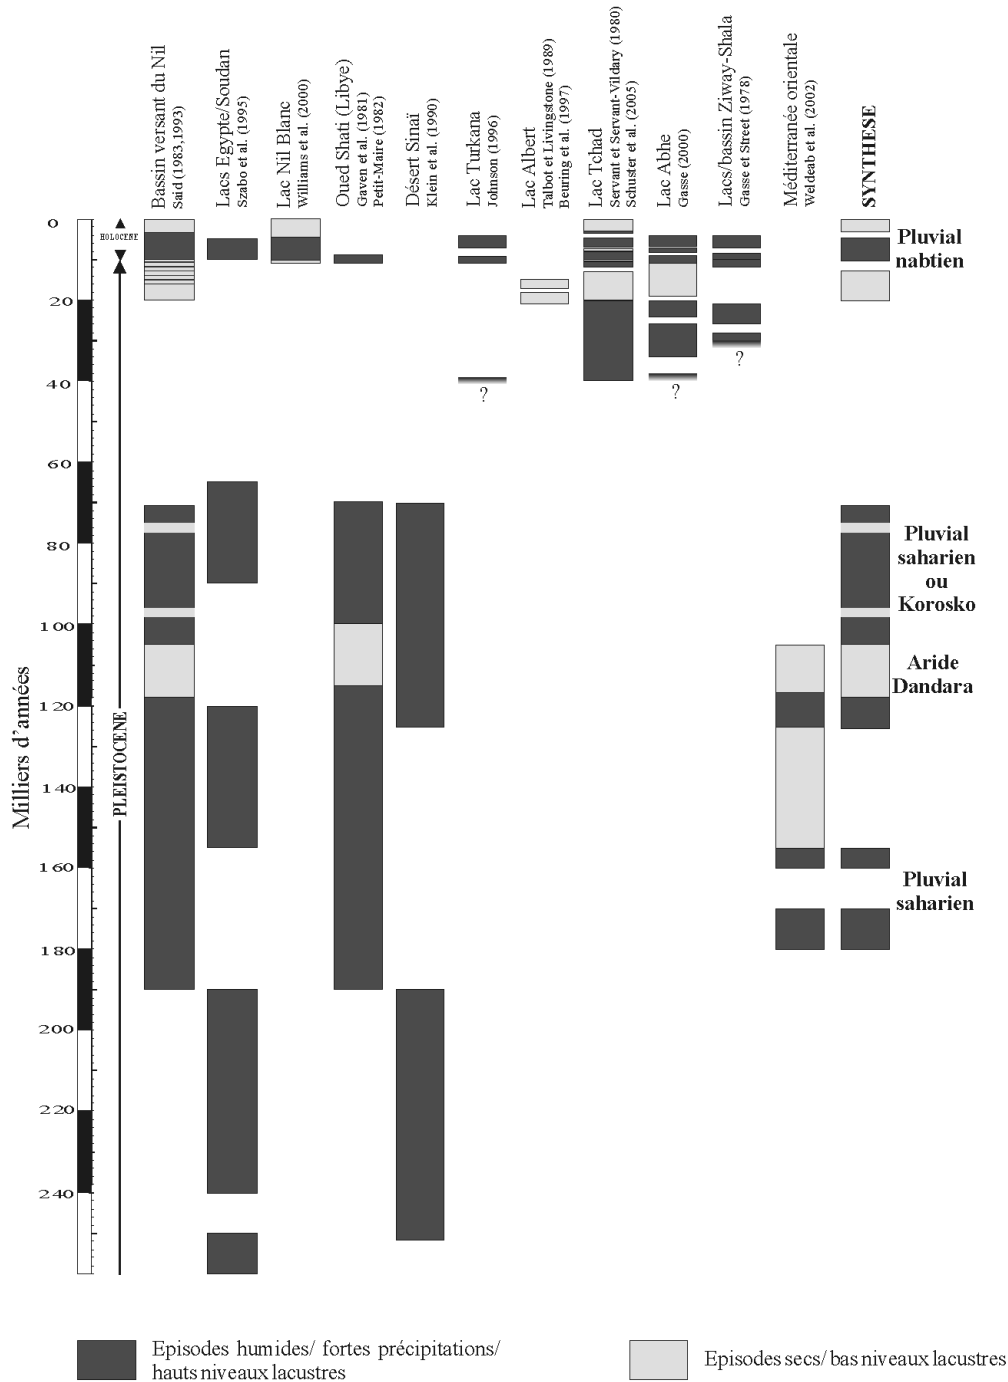 Bassin versant du Nil
Said (1983,1993)
Lacs Egypte/Soudan
Szabo et al. (1995)
Lac Nil Blanc
Williams et al. (2000)
Oued Shati (Libye)
Gaven et al. (1981)
Petit-Maire (1982)
Désert Sinaï
Klein et al. (1990)
Lac Turkana
Johnson (1996)
Lac Albert
Talbot et Livingstone (1989)
Beuring et al. (1997)
Lac Tchad
Servant et Servant-Vildary (1980)
Schuster et al. (2005)
Lac Abhe
Gasse (2000)
Lacs/bassin Ziway-Shala
Gasse et Street (1978)
Méditerranée orientale
Weldeab et al. (2002)
SYNTHESE
0
20
40
60
80
100
120
140
160
180
200
220
240
Milliers d'années
HOLOCENE
PLEISTOCENE
?
?
?
Pluvial
nabtien
Pluvial
saharien
ou
Korosko
Aride
Dandara
Pluvial
saharien
Episodes humides/ fortes précipitations/
hauts niveaux lacustres
Episodes secs/ bas niveaux lacustres